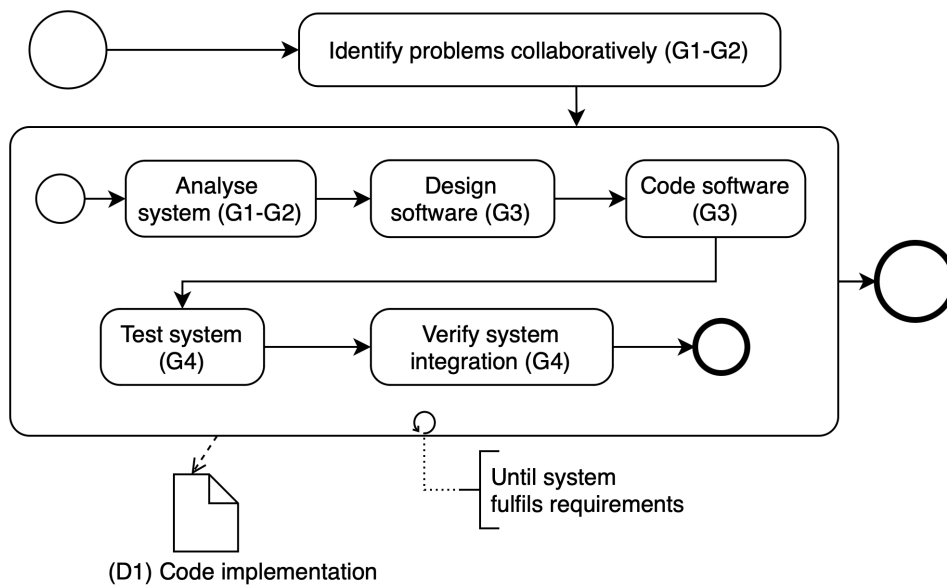 Identify problems collaboratively (G1-G2)
Analyse
system (G1-G2)
Design
software (G3)
Code software
(G3)
Test system
(G4)
Verify system
integration (G4)
Until system
fulfils requirements
(D1) Code implementation